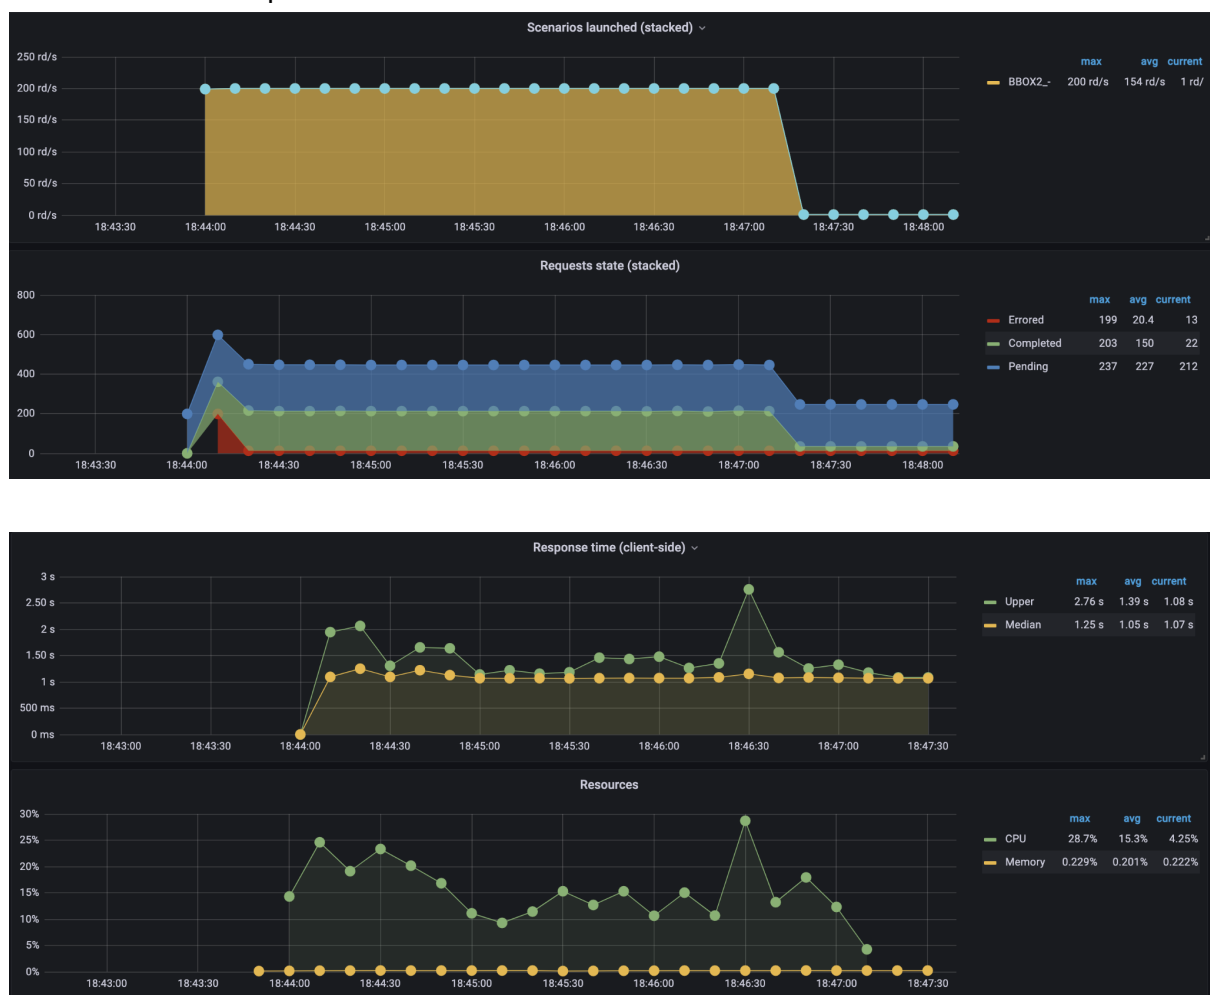 Scenarios launched (stacked)
250 rd/s
200 rd/s
150 rd/s
100 rd/s
50 rd/s
0 rd/s
18:43:30 18:44:00 18:44:30 18:45:00 18:45:30 18:46:00 18:46:30 18:47:00 18:47:30 18:48:00
max avg current
BBOX2_- 200 rd/s 154 rd/s 1 rd/
Requests state (stacked)
800
600
400
200
0
18:43:30 18:44:00 18:44:30 18:45:00 18:45:30 18:46:00 18:46:30 18:47:00 18:47:30 18:48:00
max avg current
Errored 199 20.4 13
Completed 203 150 22
Pending 237 227 212
Response time (client-side)
3 s
2.50 s
2 s
1.50 s
1 s
500 ms
0 ms
18:43:00 18:43:30 18:44:00 18:44:30 18:45:00 18:45:30 18:46:00 18:46:30 18:47:00 18:47:30
max avg current
Upper 2.76 s 1.39 s 1.08 s
Median 1.25 s 1.05 s 1.07 s
Resources
30%
25%
20%
15%
10%
5%
0%
18:43:00 18:43:30 18:44:00 18:44:30 18:45:00 18:45:30 18:46:00 18:46:30 18:47:00 18:47:30
max avg current
CPU 28.7% 15.3% 4.25%
Memory 0.229% 0.201% 0.222%